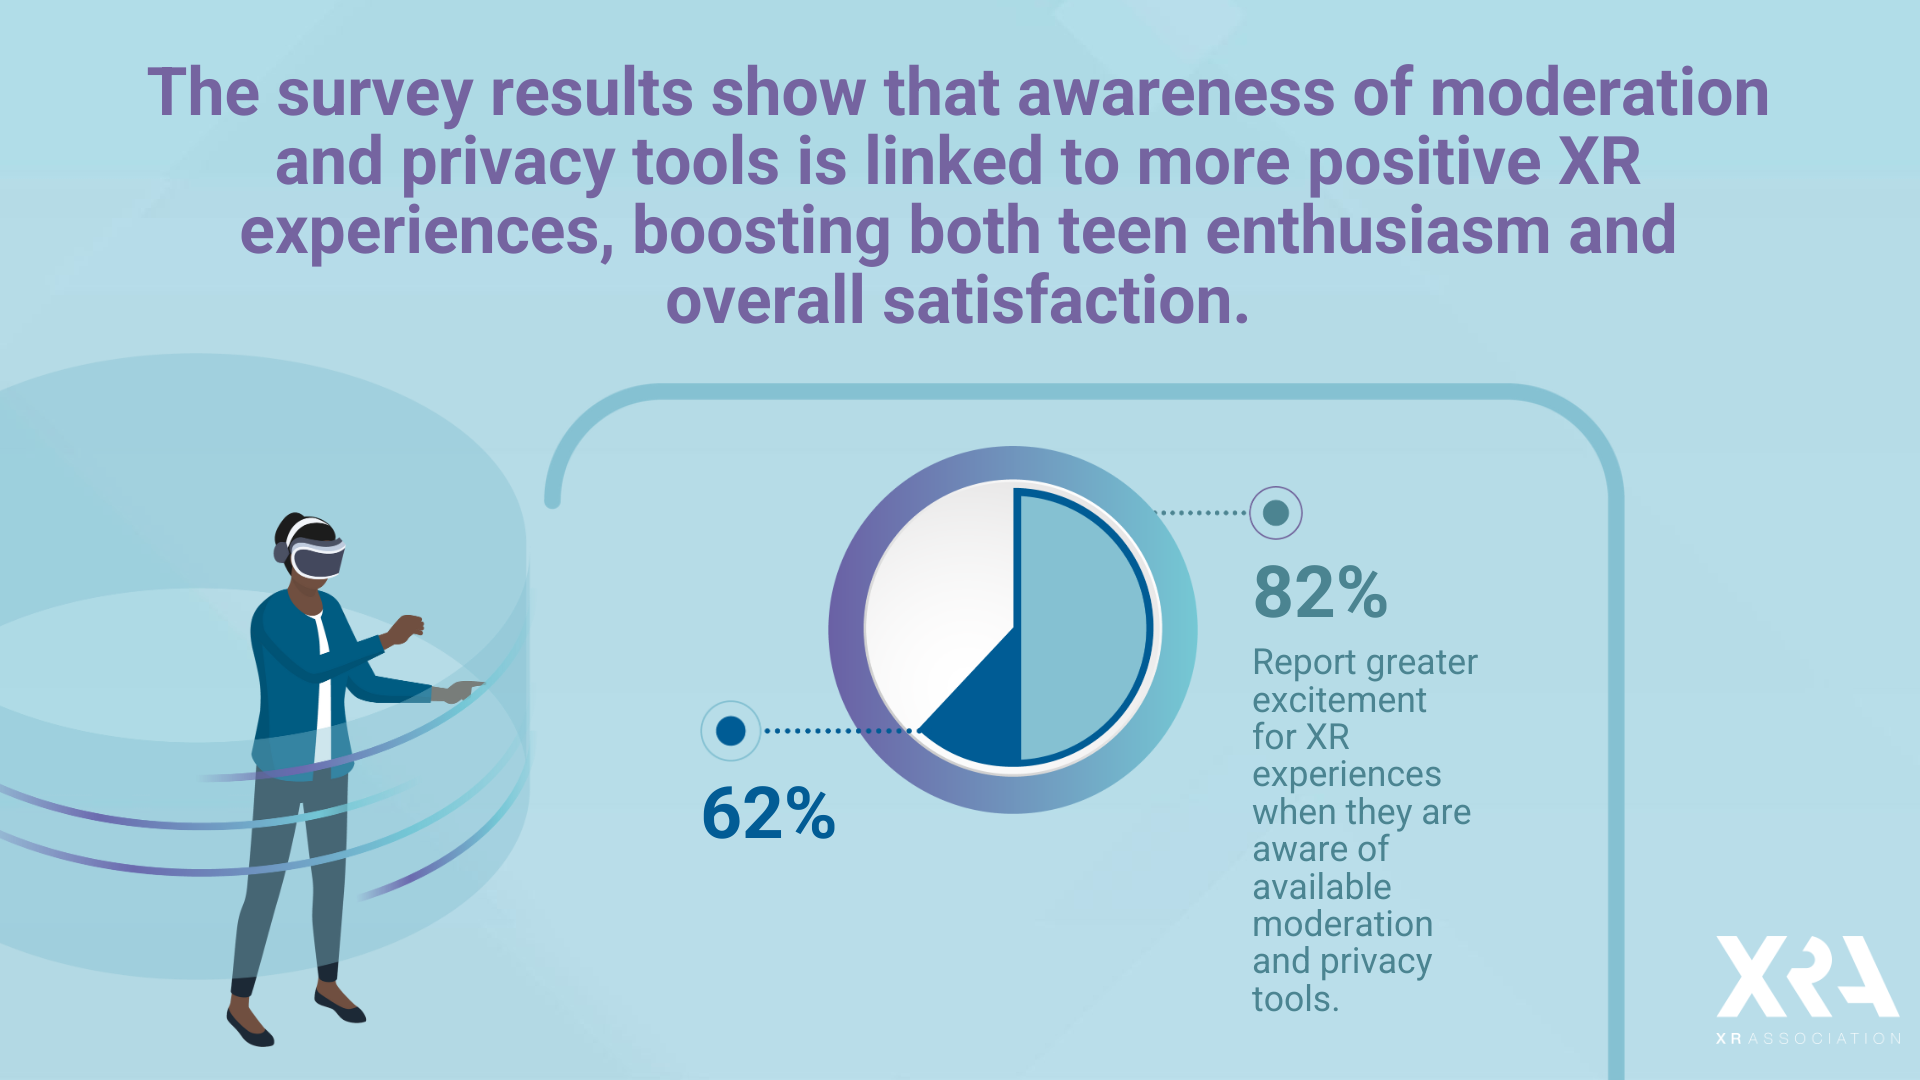 The survey results show that awareness of moderation
and privacy tools is linked to more positive XR
experiences, boosting both teen enthusiasm and
overall satisfaction.
82%
Report greater
excitement
for XR
experiences
when they are
aware of
available
moderation
and privacy
tools.
62%
XRA
XR ASSOCIATION